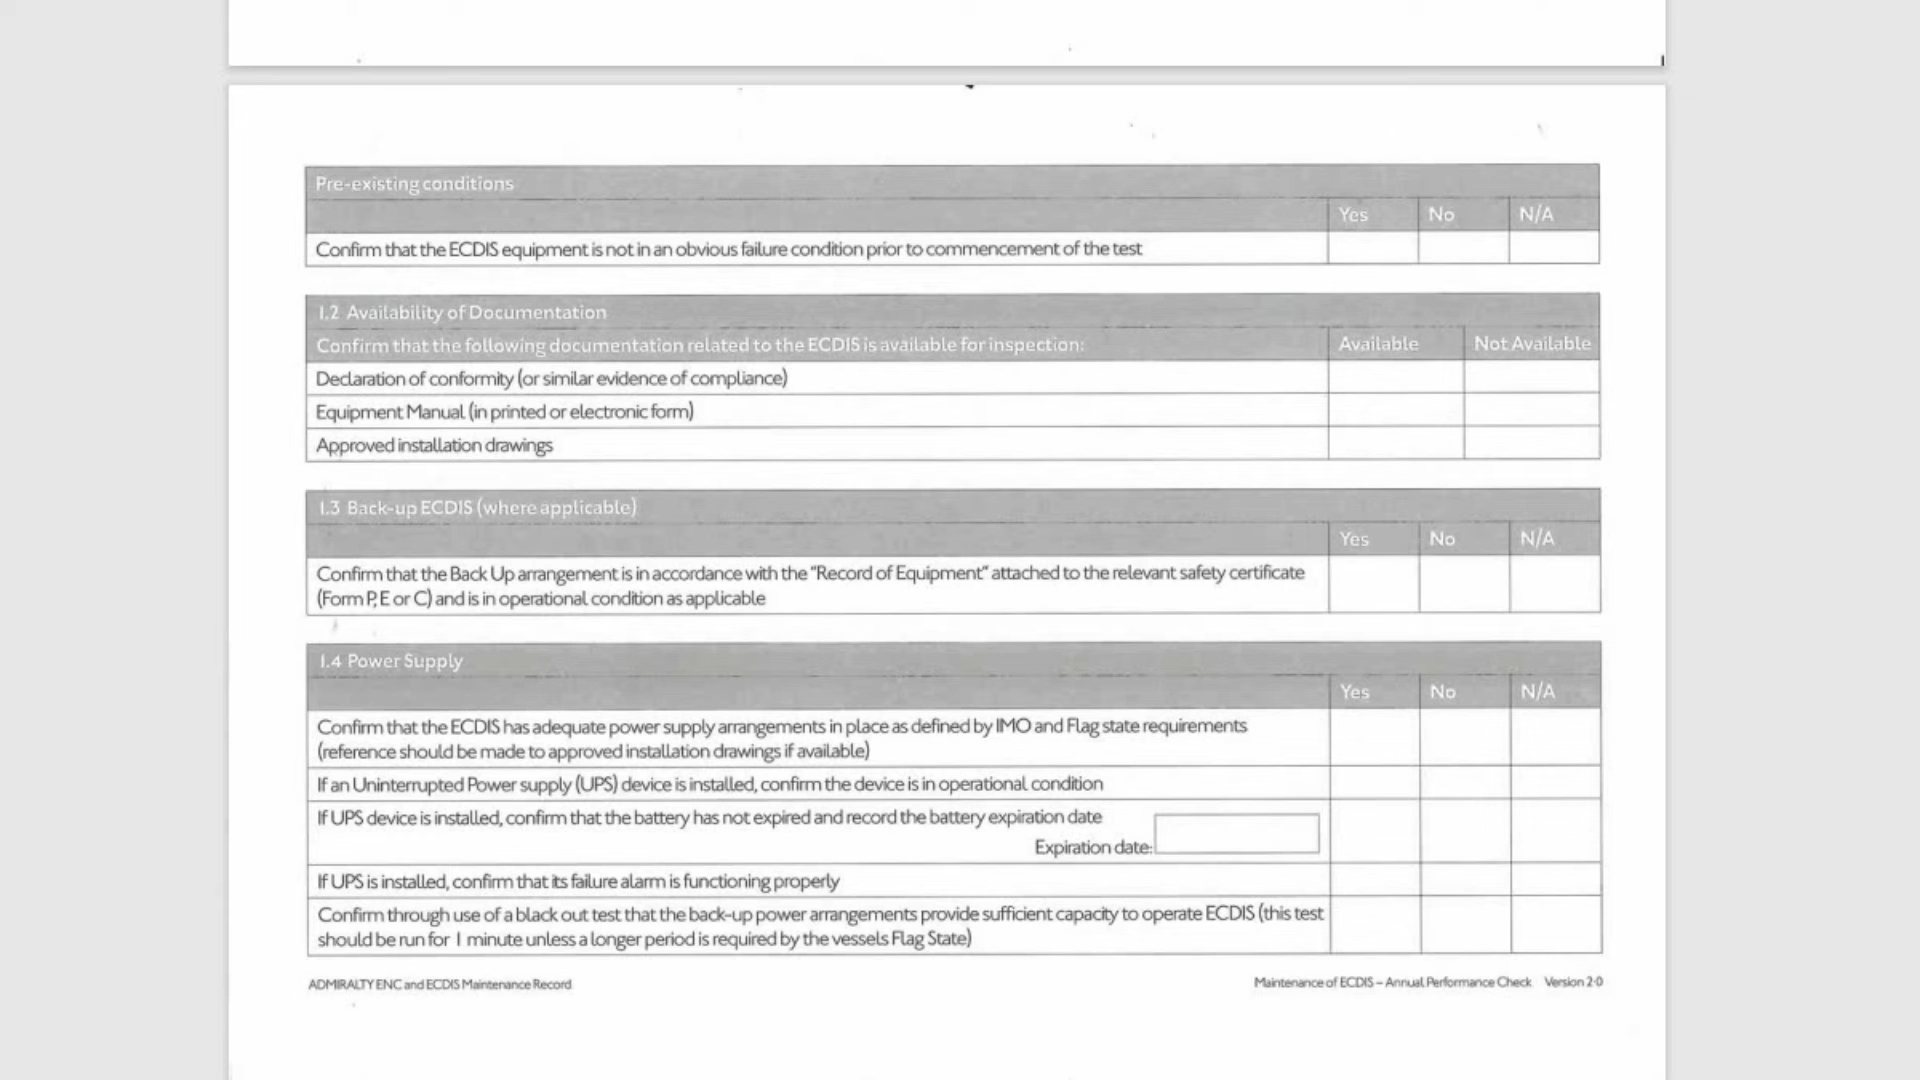 Pre-existing conditions
Yes No N/A
Confirm that the ECDIS equipment is not in an obvious failure condition prior to commencement of the test
1.2 Availability of Documentation
Confirm that the following documentation related to the ECDIS is available for inspection: Available Not Available
Declaration of conformity (or similar evidence of compliance)
Equipment Manual (in printed or electronic form)
Approved installation drawings
1.3 Back-up ECDIS (where applicable)
Yes No N/A
Confirm that the Back Up arrangement is in accordance with the "Record of Equipment" attached to the relevant safety certificate
(Form P, E or C) and is in operational condition as applicable
1.4 Power Supply
Yes No N/A
Confirm that the ECDIS has adequate power supply arrangements in place as defined by IMO and Flag state requirements
(reference should be made to approved installation drawings if available)
If an Uninterrupted Power supply (UPS) device is installed, confirm the device is in operational condition
If UPS device is installed, confirm that the battery has not expired and record the battery expiration date
Expiration date:
If UPS is installed, confirm that its failure alarm is functioning properly
Confirm through use of a black out test that the back-up power arrangements provide sufficient capacity to operate ECDIS (this test
should be run for 1 minute unless a longer period is required by the vessels Flag State)
ADMIRALTY ENC and ECDIS Maintenance Record
Maintenance of ECDIS – Annual Performance Check Version 2·0